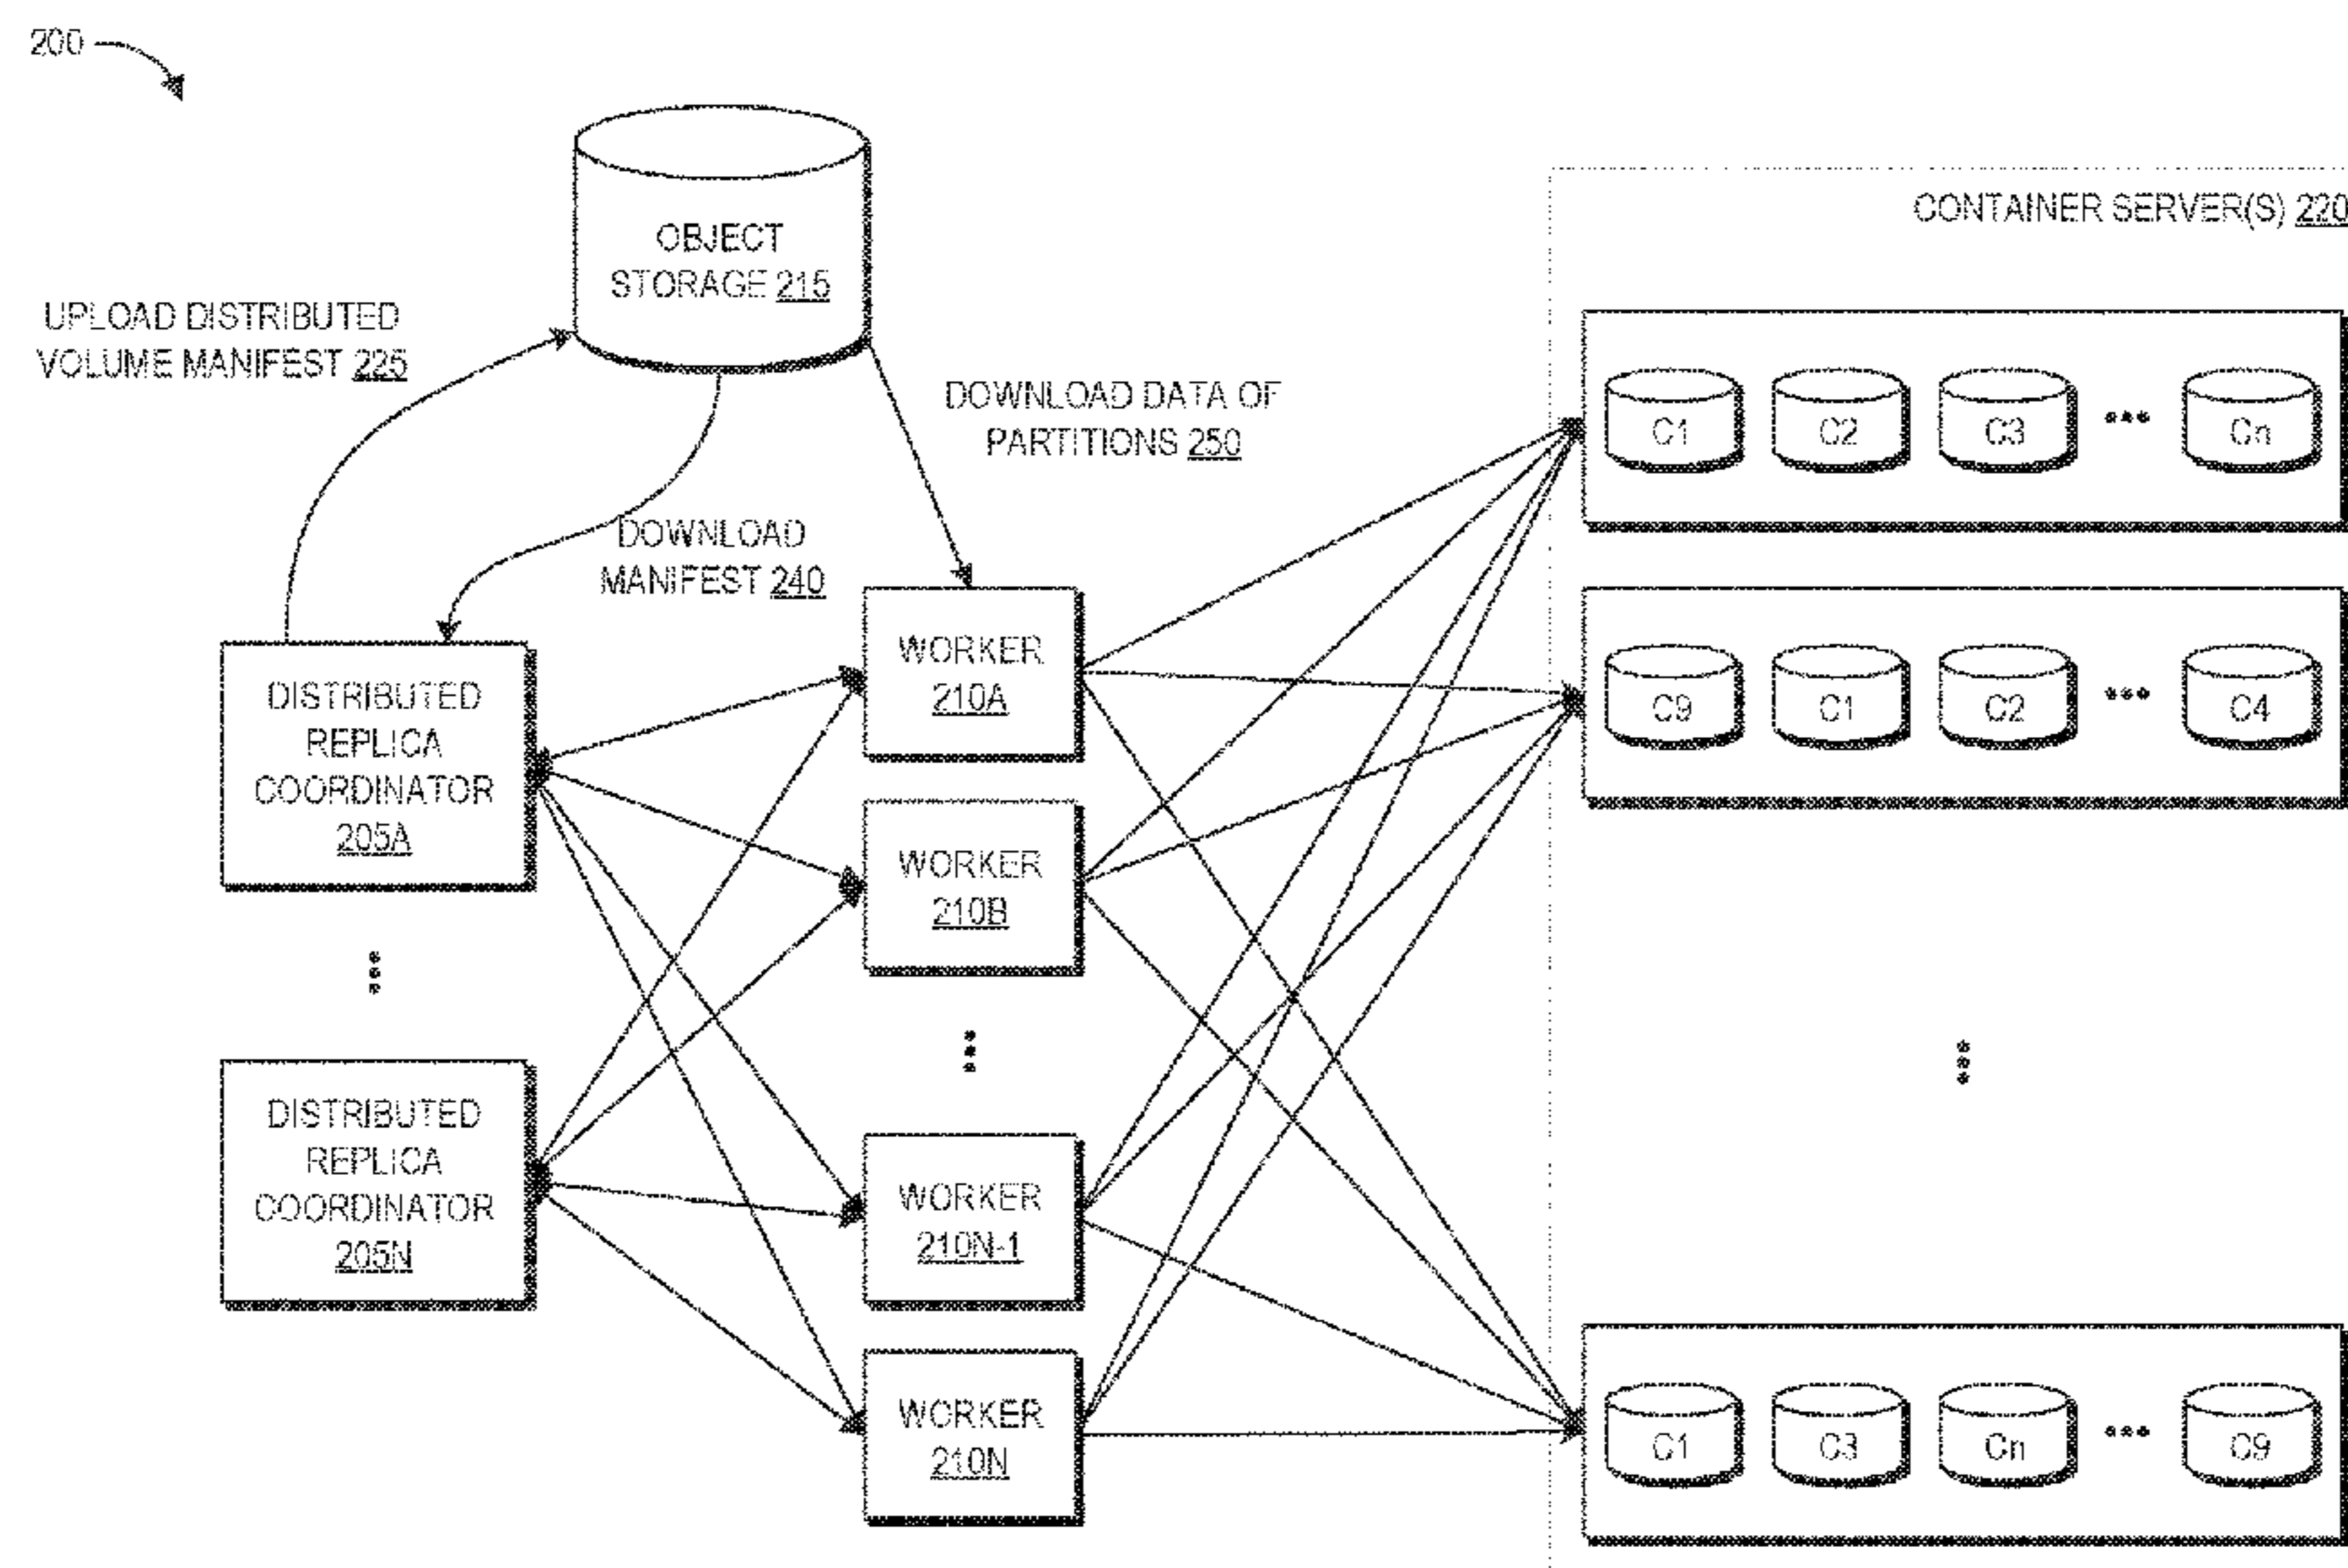 200
OBJECT
STORAGE 215
CONTAINER SERVER(S) 220
UPLOAD DISTRIBUTED
VOLUME MANIFEST 225
DOWNLOAD DATA OF
PARTITIONS 250
DOWNLOAD
MANIFEST 240
C1 C2 C3 ••• Cn
C9 C1 C2 ••• C4
DISTRIBUTED
REPLICA
COORDINATOR
205A
WORKER
210A
WORKER
210B
DISTRIBUTED
REPLICA
COORDINATOR
205N
WORKER
210N-1
WORKER
210N
C1 C3 Cn ••• C9